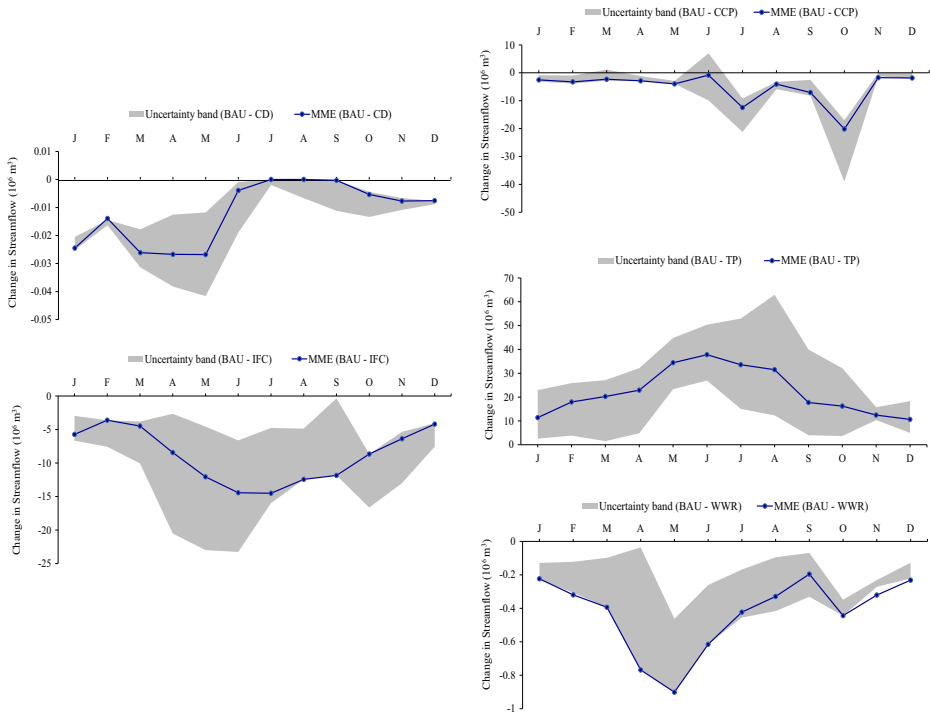 Uncertainty band (BAU - CD) MME (BAU - CD)
J F M A M J J A S O N D
0.01
0
-0.01
-0.02
-0.03
-0.04
-0.05
Change in Streamflow (10⁶ m³)
Uncertainty band (BAU - IFC) MME (BAU - IFC)
J F M A M J J A S O N D
0
-5
-10
-15
-20
-25
Change in Streamflow (10⁶ m³)
Uncertainty band (BAU - CCP) MME (BAU - CCP)
J F M A M J J A S O N D
10
0
-10
-20
-30
-40
-50
Change in Streamflow (10⁶ m³)
Uncertainty band (BAU - TP) MME (BAU - TP)
70
60
50
40
30
20
10
0
J F M A M J J A S O N D
Change in Streamflow (10⁶ m³)
Uncertainty band (BAU - WWR) MME (BAU - WWR)
J F M A M J J A S O N D
0
-0.2
-0.4
-0.6
-0.8
-1
Change in Streamflow (10⁶ m³)